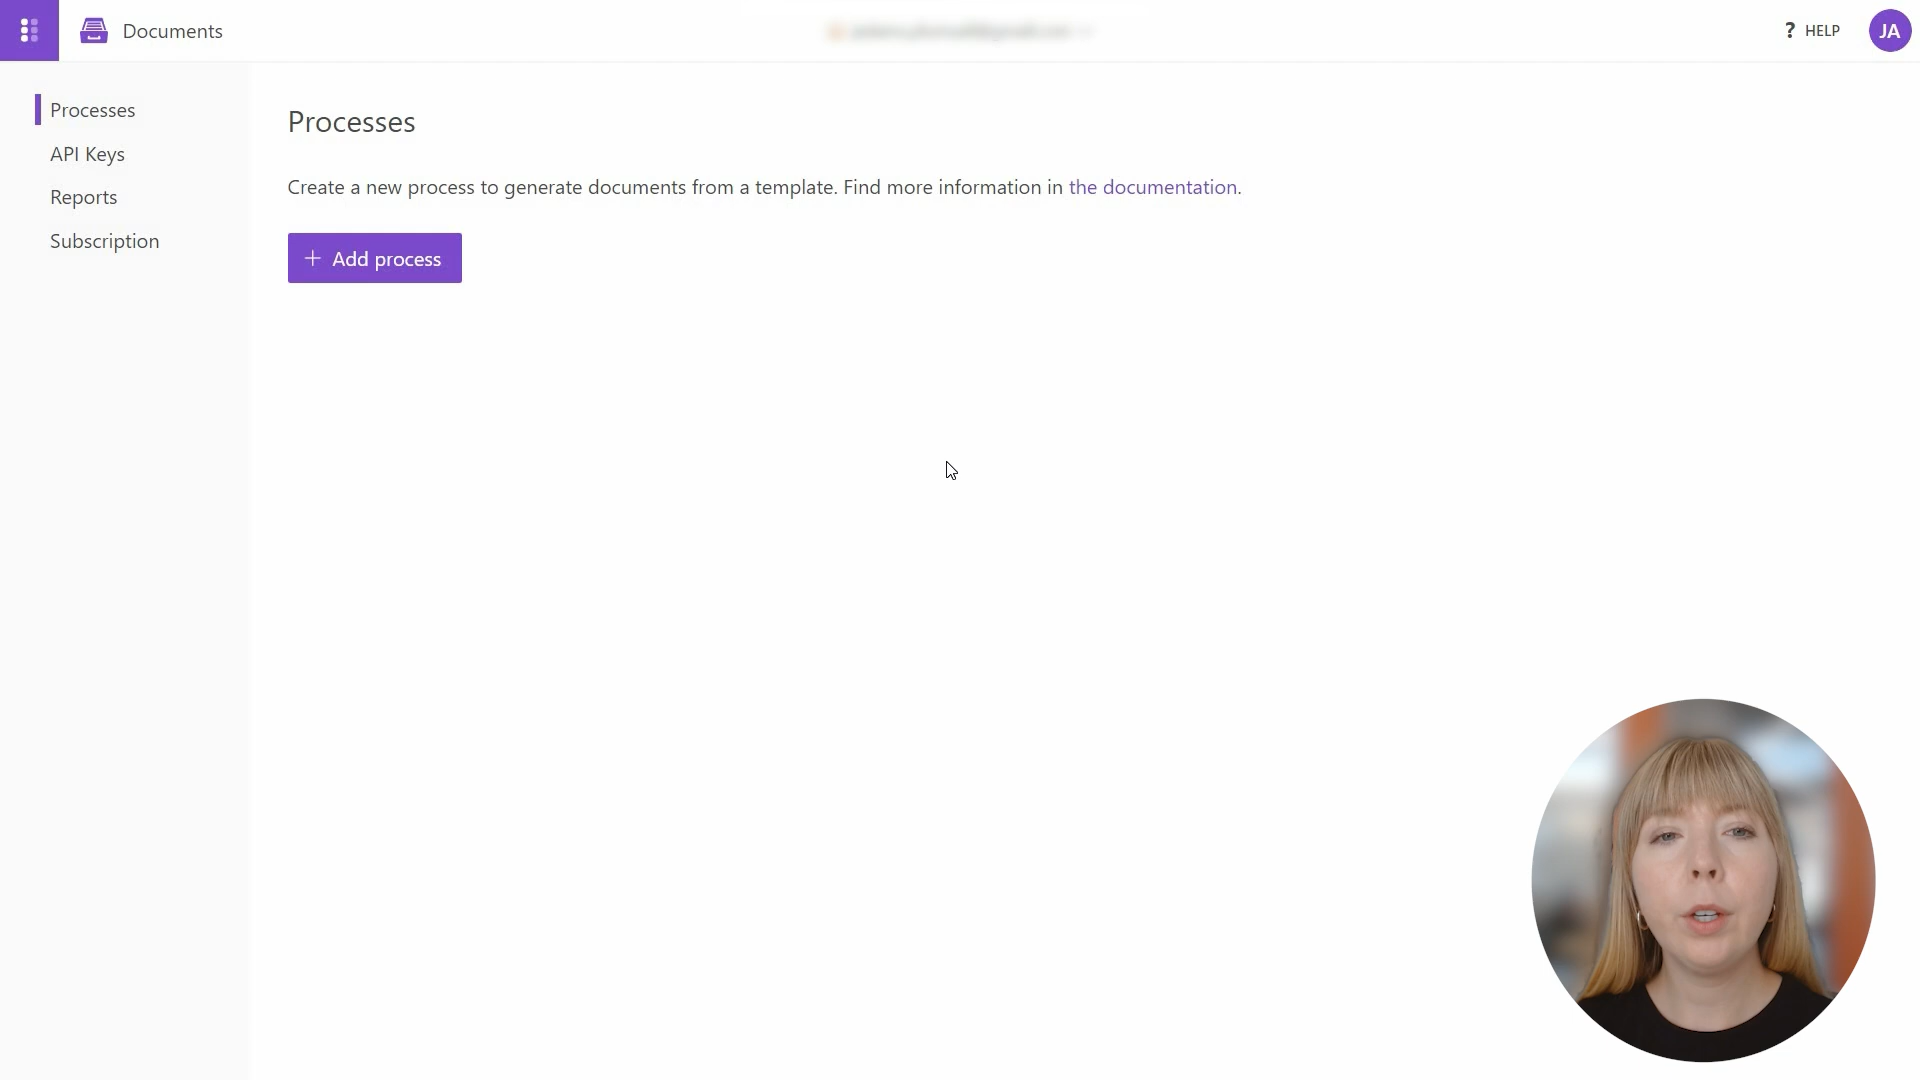 Documents
? HELP
JA
Processes
API Keys
Reports
Subscription
Processes
Create a new process to generate documents from a template. Find more information in the documentation.
+ Add process